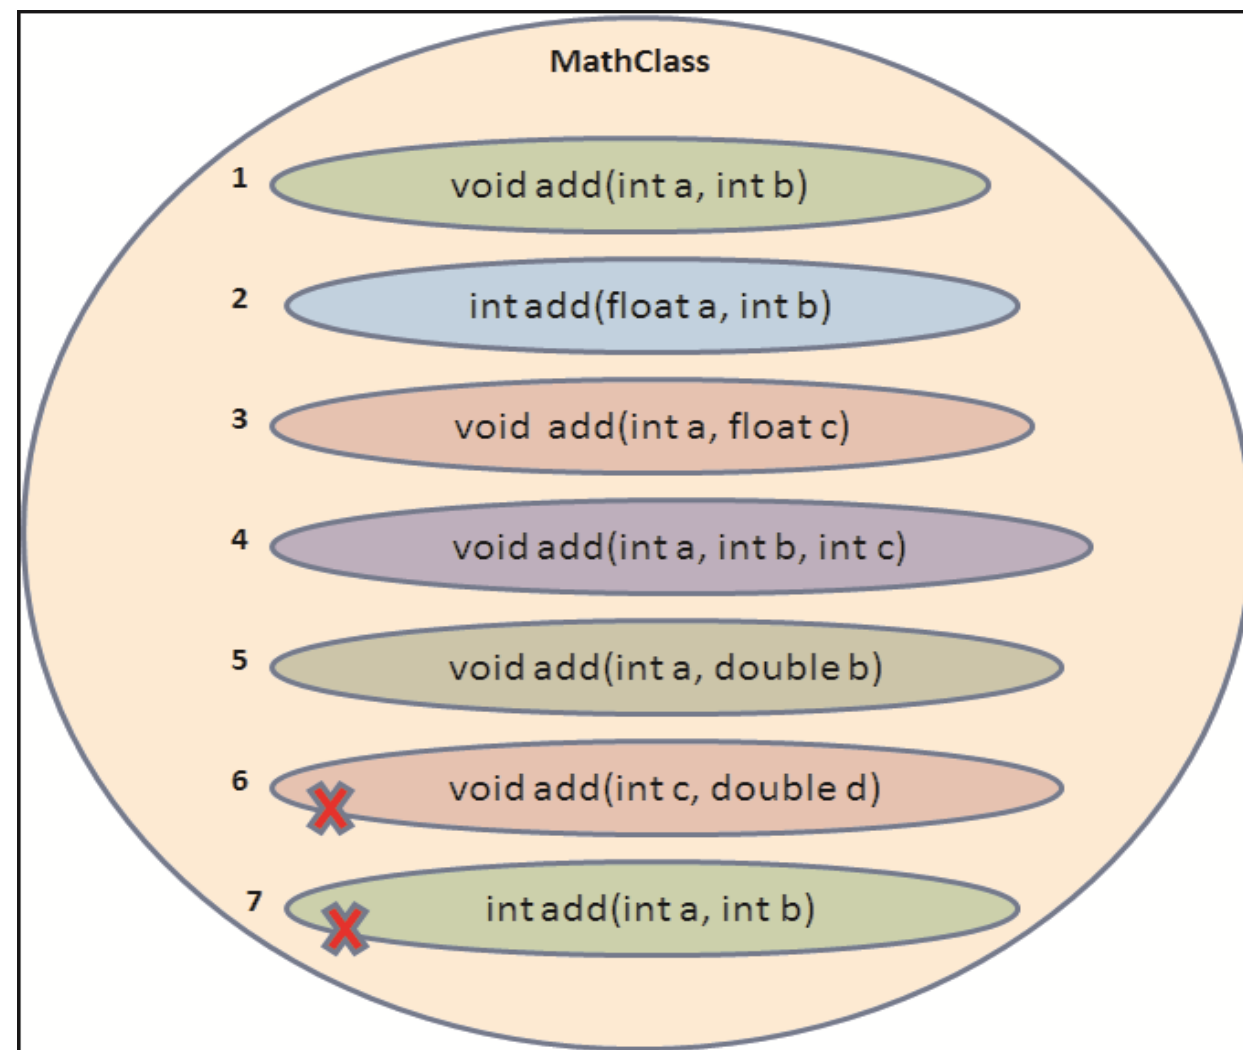 MathClass
1 void add(int a, int b)
2 int add(float a, int b)
3 void add(int a, float c)
4 void add(int a, int b, int c)
5 void add(int a, double b)
6 void add(int c, double d)
7 int add(int a, int b)